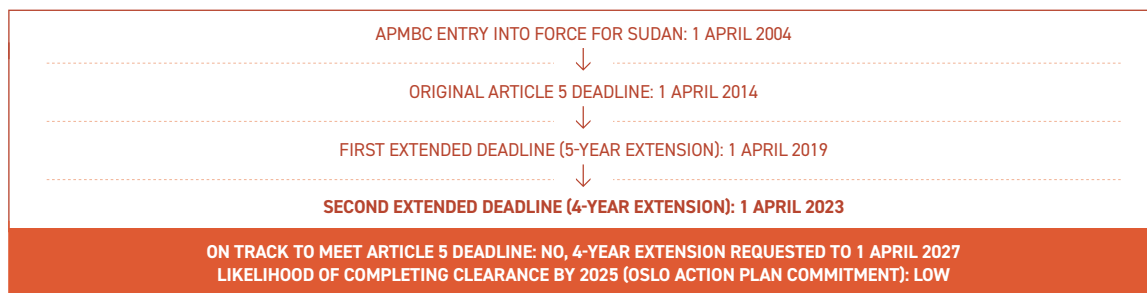 APMBC ENTRY INTO FORCE FOR SUDAN: 1 APRIL 2004
ORIGINAL ARTICLE 5 DEADLINE: 1 APRIL 2014
FIRST EXTENDED DEADLINE (5-YEAR EXTENSION): 1 APRIL 2019
SECOND EXTENDED DEADLINE (4-YEAR EXTENSION): 1 APRIL 2023
ON TRACK TO MEET ARTICLE 5 DEADLINE: NO, 4-YEAR EXTENSION REQUESTED TO 1 APRIL 2027
LIKELIHOOD OF COMPLETING CLEARANCE BY 2025 (OSLO ACTION PLAN COMMITMENT): LOW